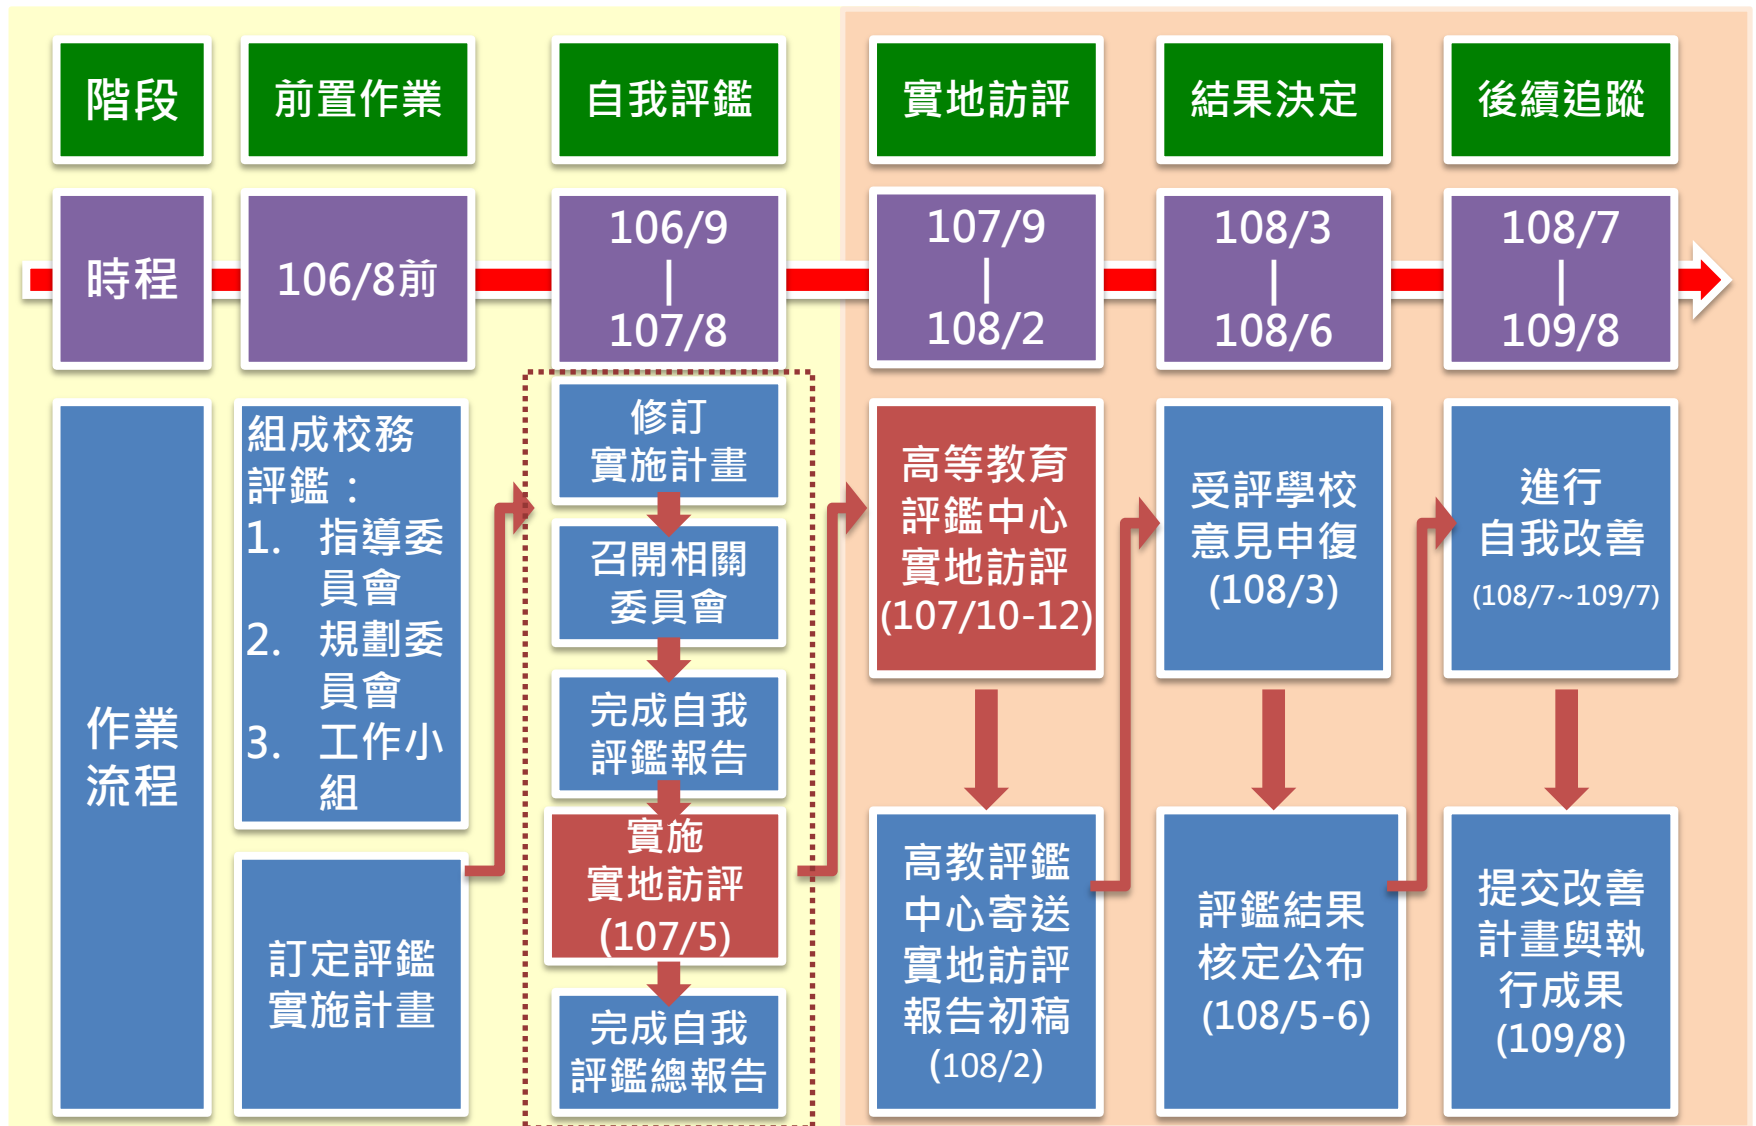 階段
前置作業
自我評鑑
實地訪評
結果決定
後續追蹤
時程
106/8前
106/9
|
107/8
107/9
|
108/2
108/3
|
108/6
108/7
|
109/8
作業
流程
組成校務
評鑑：
1. 指導委
員會
2. 規劃委
員會
3. 工作小
組
訂定評鑑
實施計畫
修訂
實施計畫
召開相關
委員會
完成自我
評鑑報告
實施
實地訪評
(107/5)
完成自我
評鑑總報告
高等教育
評鑑中心
實地訪評
(107/10-12)
高教評鑑
中心寄送
實地訪評
報告初稿
(108/2)
受評學校
意見申復
(108/3)
評鑑結果
核定公布
(108/5-6)
進行
自我改善
(108/7~109/7)
提交改善
計畫與執
行成果
(109/8)